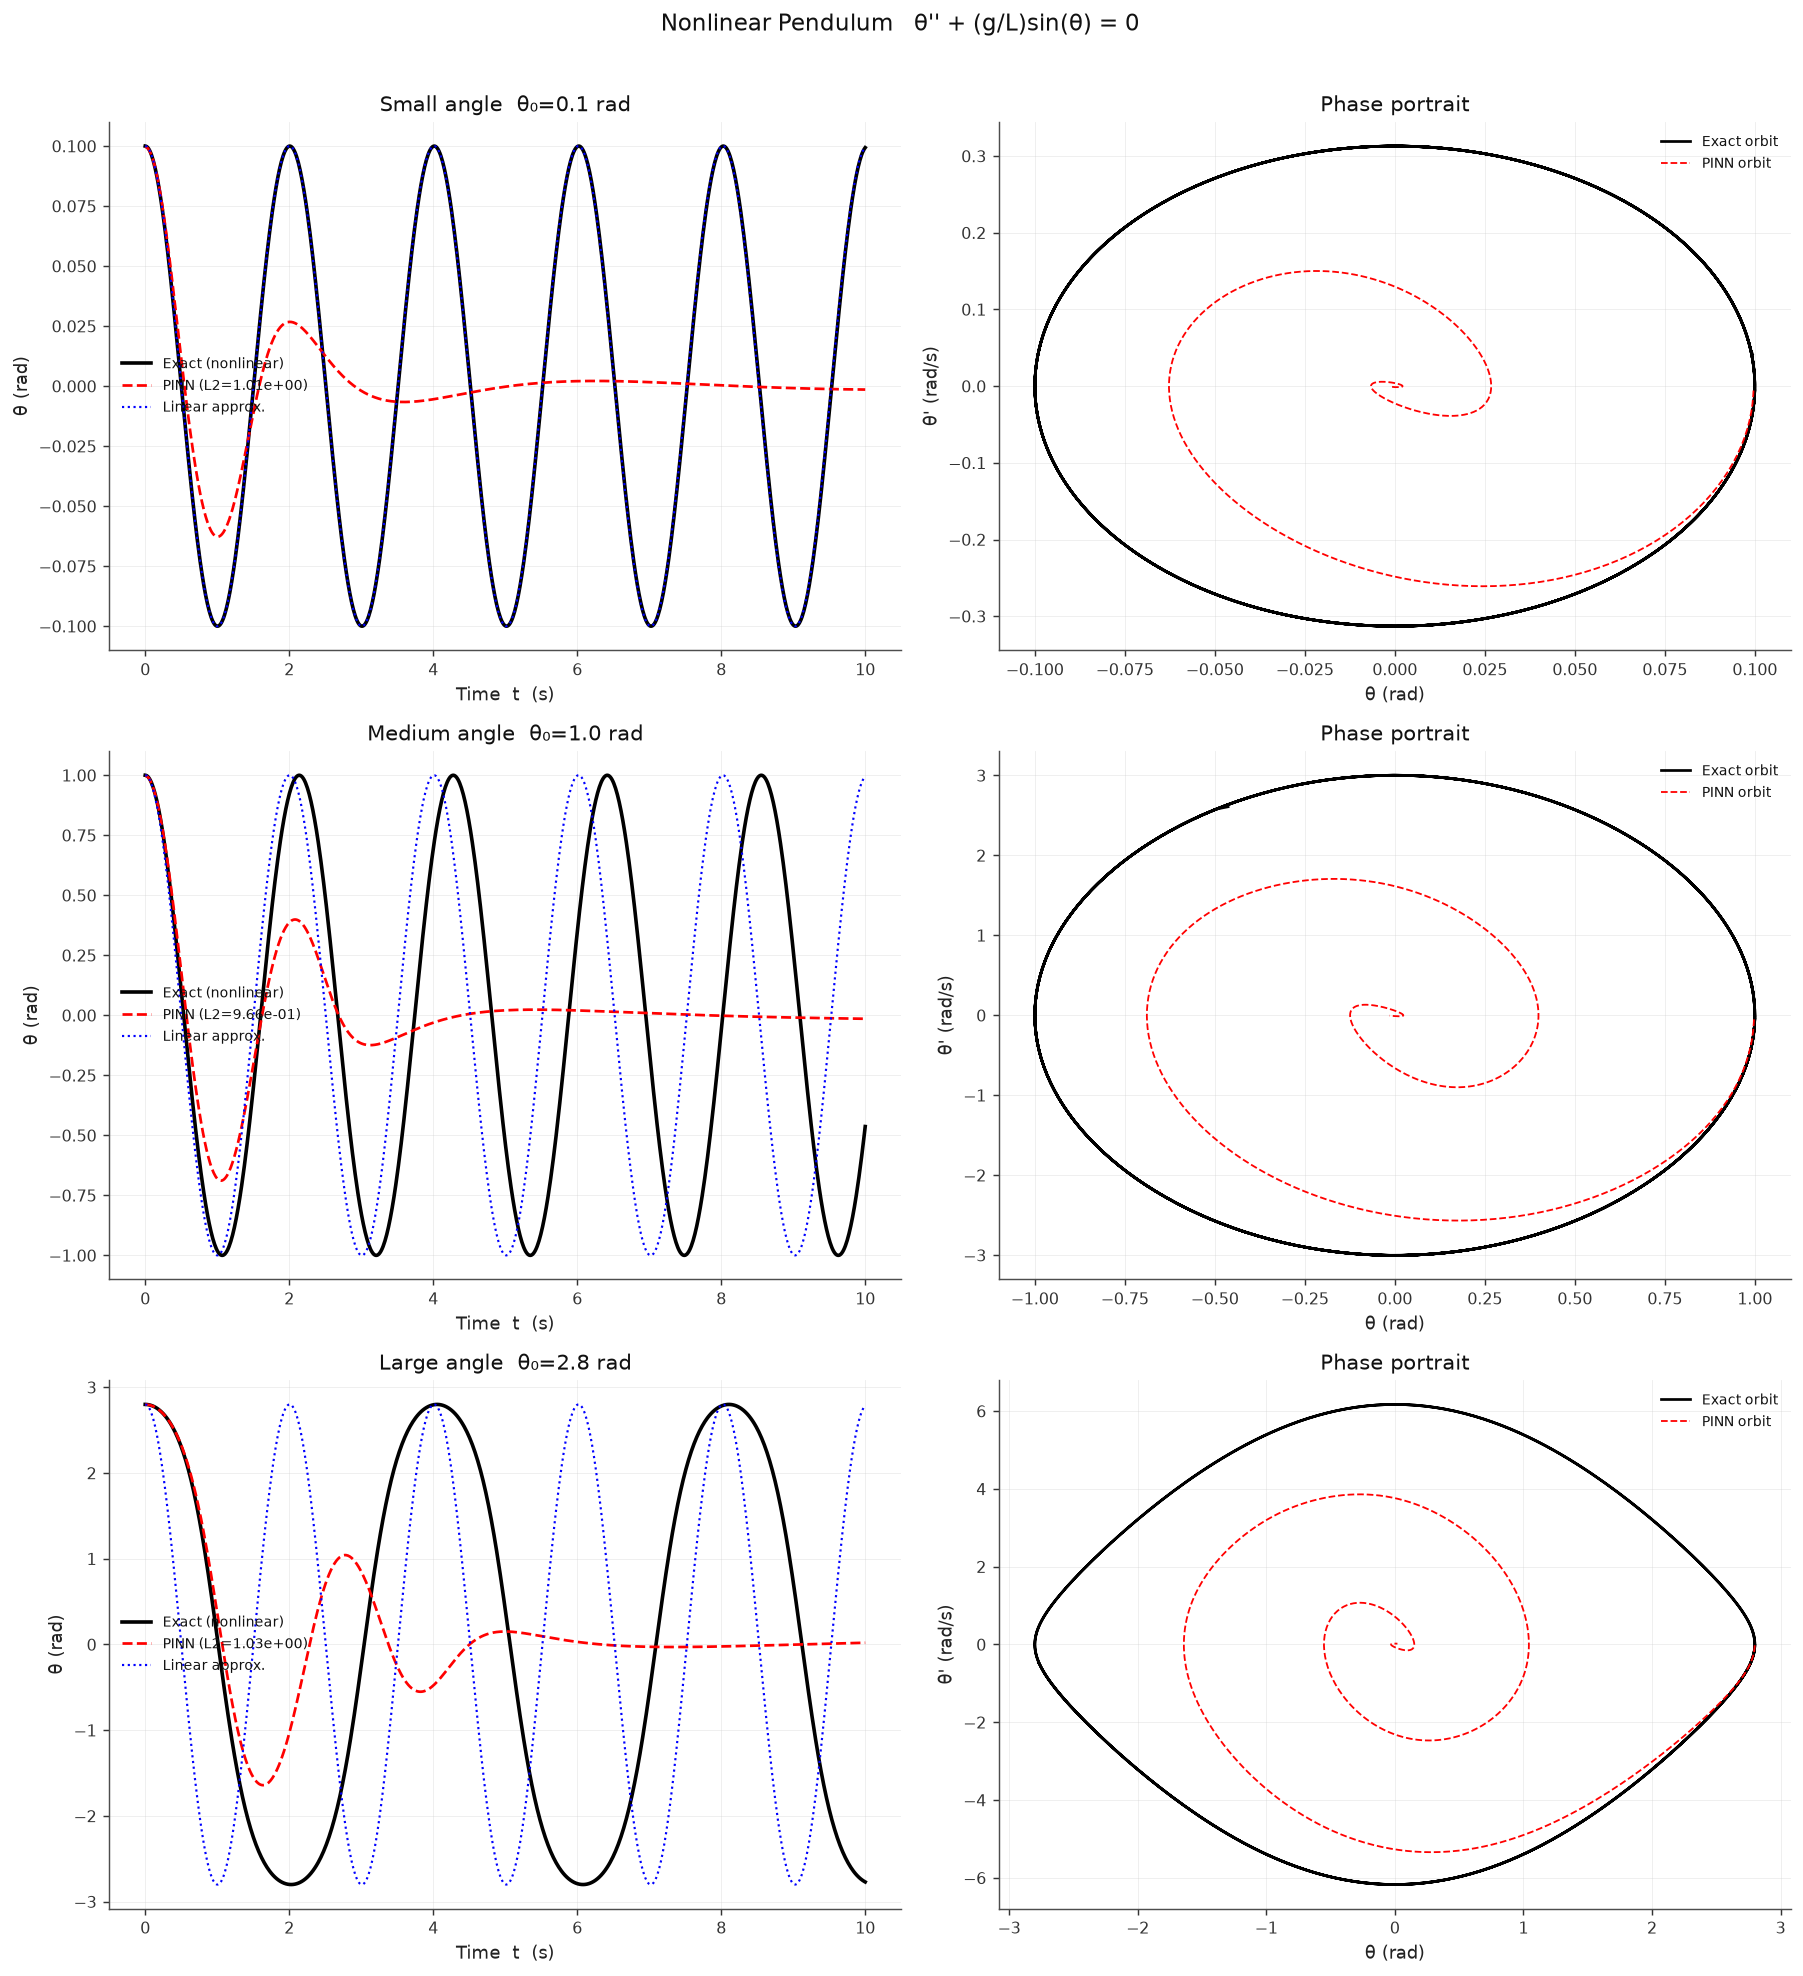 Nonlinear Pendulum   θ'' + (g/L)sin(θ) = 0
Small angle  θ₀=0.1 rad
θ (rad)
0.100
0.075
0.050
0.025
0.000
−0.025
−0.050
−0.075
−0.100
Exact (nonlinear)
PINN (L2=1.01e+00)
Linear approx.
0 2 4 6 8 10
Time  t  (s)
Phase portrait
θ' (rad/s)
0.3
0.2
0.1
0.0
−0.1
−0.2
−0.3
Exact orbit
PINN orbit
−0.100 −0.075 −0.050 −0.025 0.000 0.025 0.050 0.075 0.100
θ (rad)
Medium angle  θ₀=1.0 rad
θ (rad)
1.00
0.75
0.50
0.25
0.00
−0.25
−0.50
−0.75
−1.00
Exact (nonlinear)
PINN (L2=9.66e-01)
Linear approx.
0 2 4 6 8 10
Time  t  (s)
Phase portrait
θ' (rad/s)
3
2
1
0
−1
−2
−3
Exact orbit
PINN orbit
−1.00 −0.75 −0.50 −0.25 0.00 0.25 0.50 0.75 1.00
θ (rad)
Large angle  θ₀=2.8 rad
θ (rad)
3
2
1
0
−1
−2
−3
Exact (nonlinear)
PINN (L2=1.03e+00)
Linear approx.
0 2 4 6 8 10
Time  t  (s)
Phase portrait
θ' (rad/s)
6
4
2
0
−2
−4
−6
Exact orbit
PINN orbit
−3 −2 −1 0 1 2 3
θ (rad)